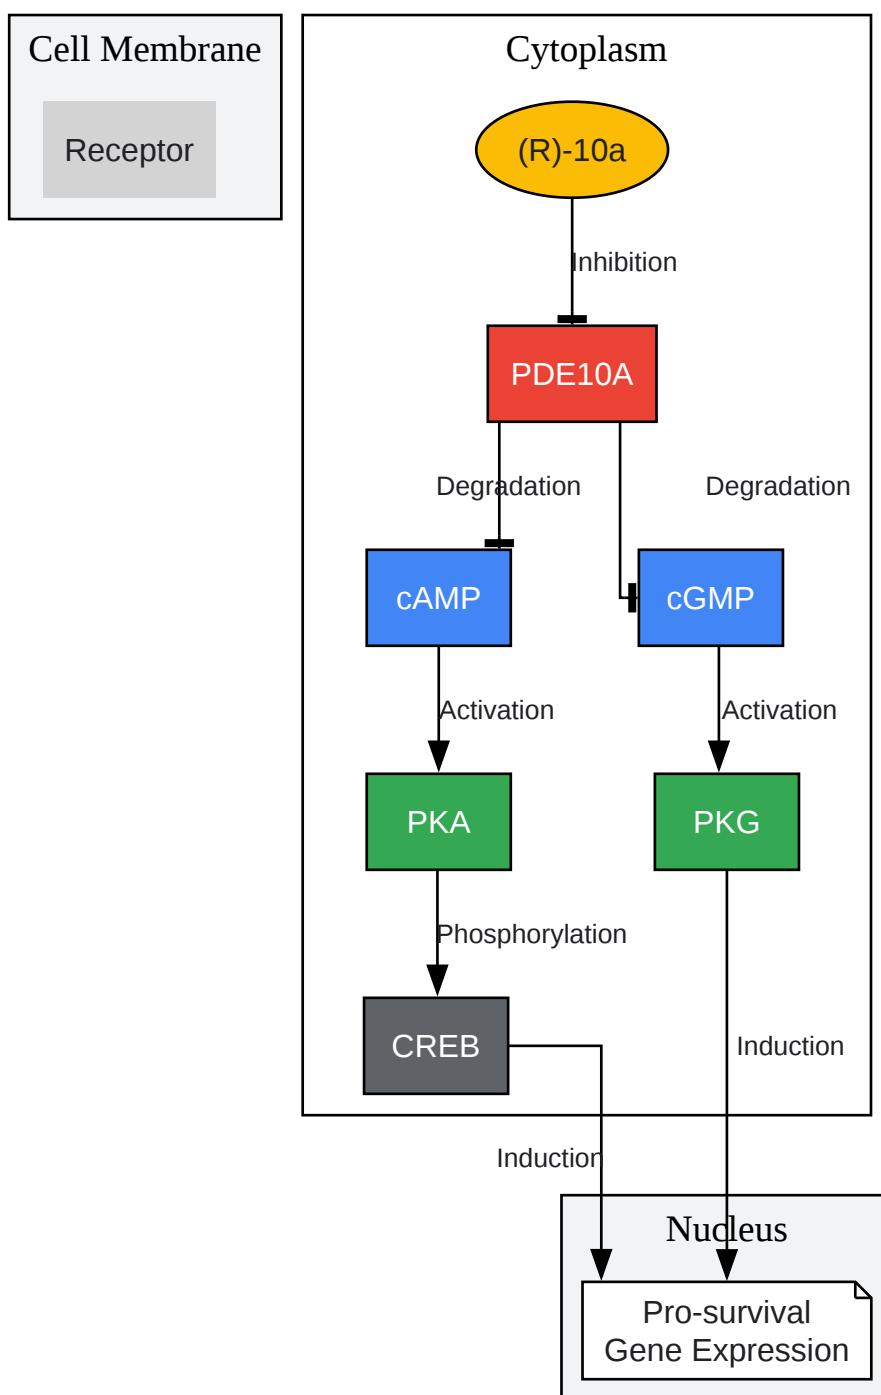 Cell Membrane
Receptor
Cytoplasm
(R)-10a
Inhibition
PDE10A
Degradation
Degradation
cAMP
cGMP
Activation
Activation
PKA
PKG
Phosphorylation
CREB
Induction
Induction
Nucleus
Pro-survival
Gene Expression